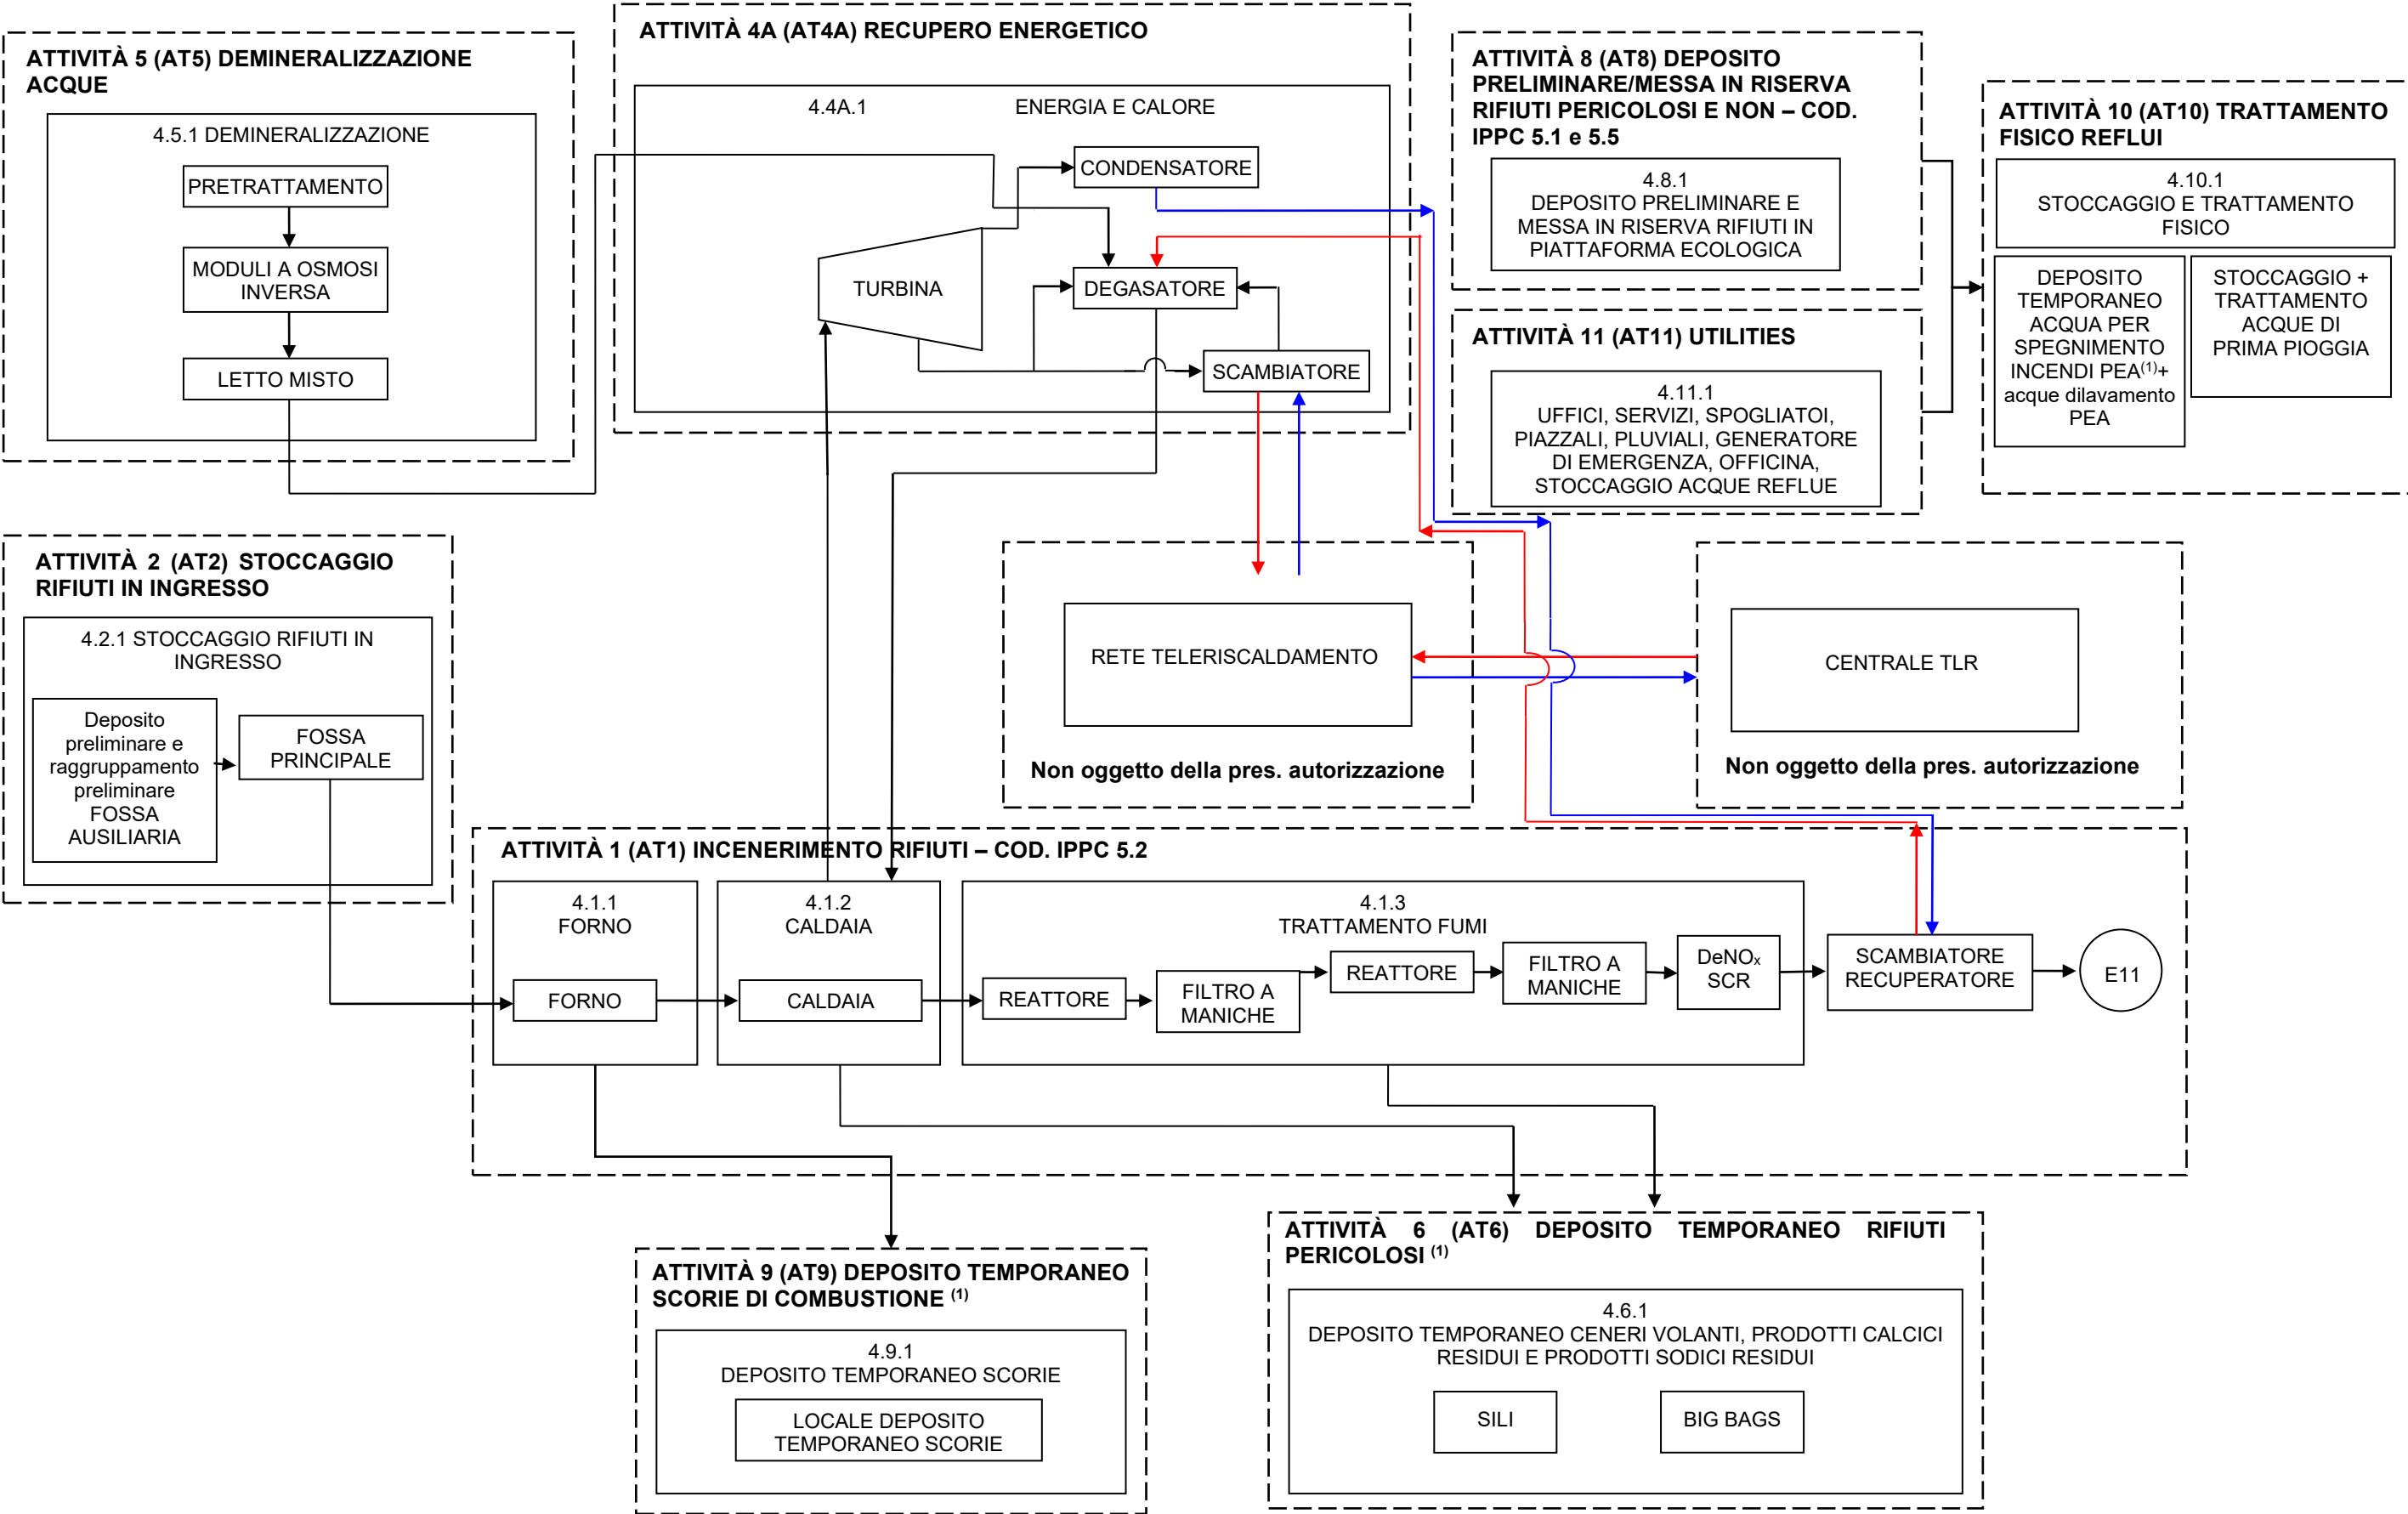 ATTIVITÀ 5 (AT5) DEMINERALIZZAZIONE
ACQUE
4.5.1 DEMINERALIZZAZIONE
PRETRATTAMENTO
MODULI A OSMOSI
INVERSA
LETTO MISTO
ATTIVITÀ 4A (AT4A) RECUPERO ENERGETICO
4.4A.1 ENERGIA E CALORE
CONDENSATORE
TURBINA
DEGASATORE
SCAMBIATORE
ATTIVITÀ 8 (AT8) DEPOSITO
PRELIMINARE/MESSA IN RISERVA
RIFIUTI PERICOLOSI E NON – COD.
IPPC 5.1 e 5.5
4.8.1
DEPOSITO PRELIMINARE E
MESSA IN RISERVA RIFIUTI IN
PIATTAFORMA ECOLOGICA
ATTIVITÀ 11 (AT11) UTILITIES
4.11.1
UFFICI, SERVIZI, SPOGLIATOI,
PIAZZALI, PLUVIALI, GENERATORE
DI EMERGENZA, OFFICINA,
STOCCAGGIO ACQUE REFLUE
ATTIVITÀ 10 (AT10) TRATTAMENTO
FISICO REFLUI
4.10.1
STOCCAGGIO E TRATTAMENTO
FISICO
DEPOSITO
TEMPORANEO
ACQUA PER
SPEGNIMENTO
INCENDI PEA(1)+
acque dilavamento
PEA
STOCCAGGIO +
TRATTAMENTO
ACQUE DI
PRIMA PIOGGIA
ATTIVITÀ 2 (AT2) STOCCAGGIO
RIFIUTI IN INGRESSO
4.2.1 STOCCAGGIO RIFIUTI IN
INGRESSO
Deposito
preliminare e
raggruppamento
preliminare
FOSSA
AUSILIARIA
FOSSA
PRINCIPALE
RETE TELERISCALDAMENTO
Non oggetto della pres. autorizzazione
CENTRALE TLR
Non oggetto della pres. autorizzazione
ATTIVITÀ 1 (AT1) INCENERIMENTO RIFIUTI – COD. IPPC 5.2
4.1.1
FORNO
FORNO
4.1.2
CALDAIA
CALDAIA
4.1.3
TRATTAMENTO FUMI
REATTORE
FILTRO A
MANICHE
REATTORE
FILTRO A
MANICHE
DeNOx
SCR
SCAMBIATORE
RECUPERATORE
E11
ATTIVITÀ 9 (AT9) DEPOSITO TEMPORANEO
SCORIE DI COMBUSTIONE (1)
4.9.1
DEPOSITO TEMPORANEO SCORIE
LOCALE DEPOSITO
TEMPORANEO SCORIE
ATTIVITÀ 6 (AT6) DEPOSITO TEMPORANEO RIFIUTI
PERICOLOSI (1)
4.6.1
DEPOSITO TEMPORANEO CENERI VOLANTI, PRODOTTI CALCICI
RESIDUI E PRODOTTI SODICI RESIDUI
SILI
BIG BAGS